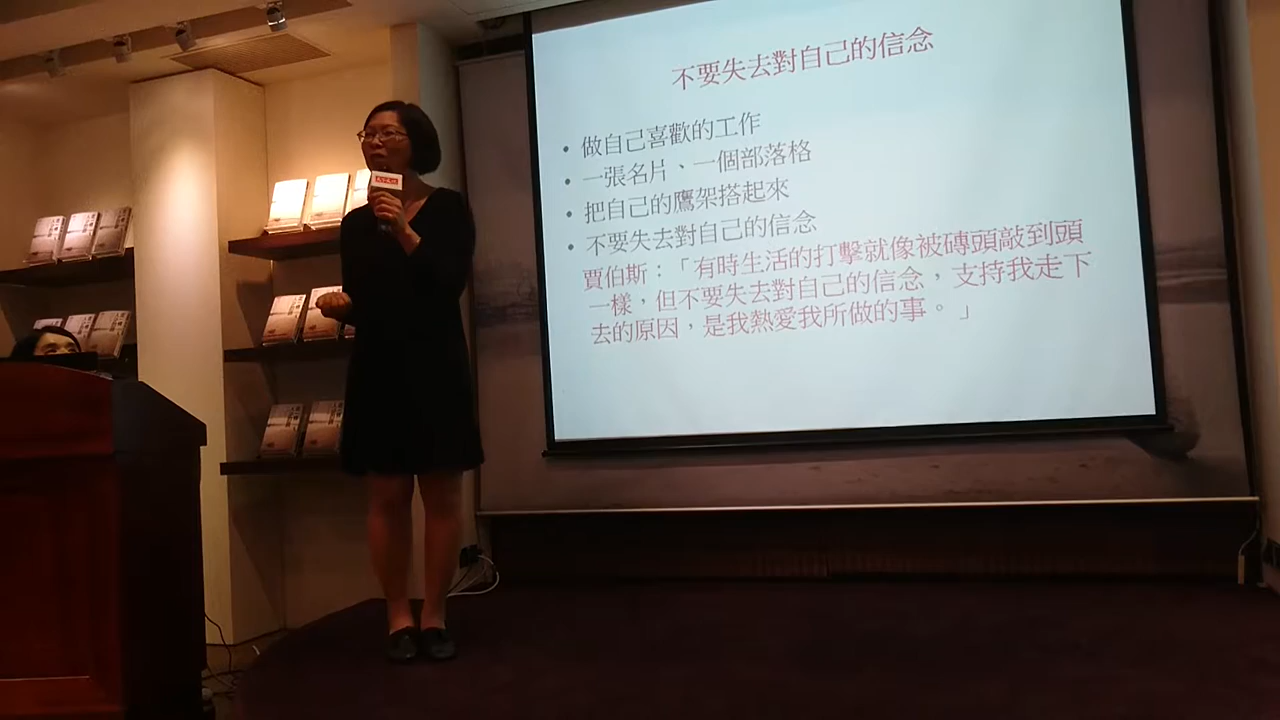 不要失去對自己的信念
• 做自己喜歡的工作
• 一張名片、一個部落格
• 把自己的鷹架搭起來
• 不要失去對自己的信念
賈伯斯：「有時生活的打擊就像被磚頭敲到頭
一樣，但不要失去對自己的信念，支持我走下
去的原因，是我熱愛我所做的事。」